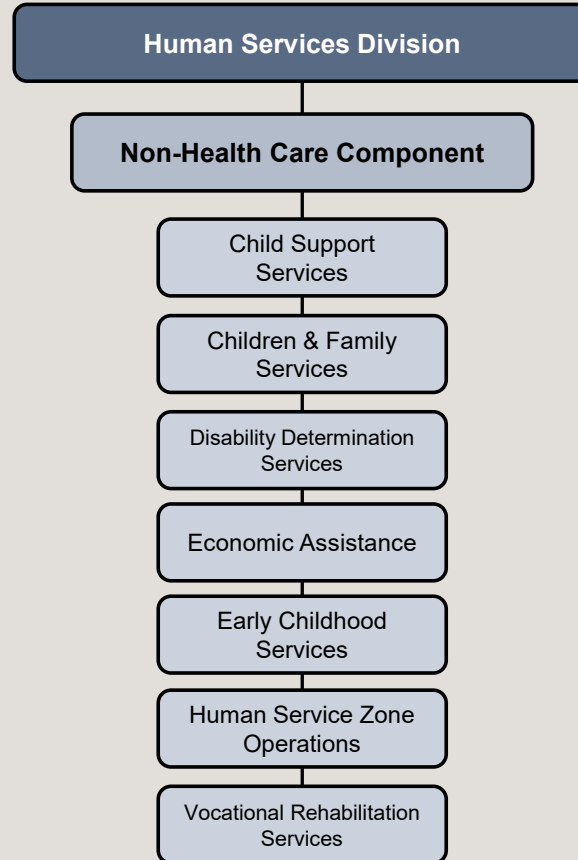 Human Services Division
Non-Health Care Component
Child Support
Services
Children & Family
Services
Disability Determination
Services
Economic Assistance
Early Childhood
Services
Human Service Zone
Operations
Vocational Rehabilitation
Services